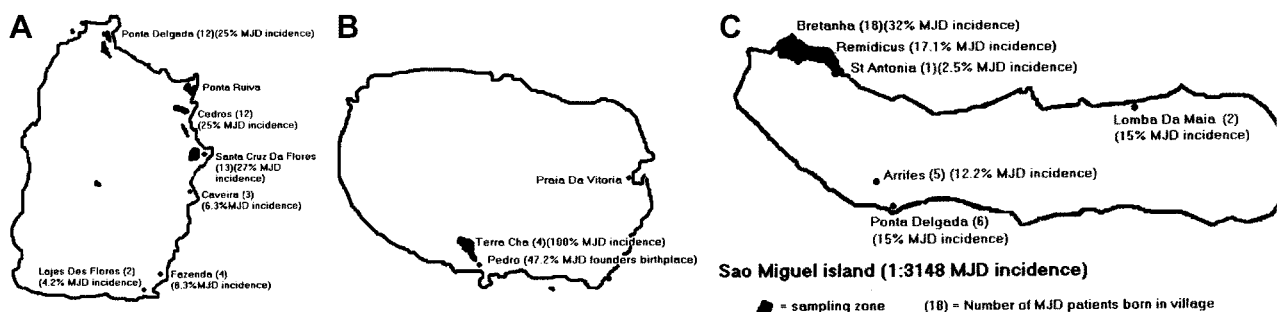 A
Ponta Delgada (12)(25% MJD incidence)
Ponta Ruiva
Cedros (12)
(25% MJD incidence)
Santa Cruz Da Flores
(13)(27% MJD
incidence)
Caveira (3)
(6.3%MJD incidence)
Lajes Des Flores (2)
(4.2% MJD incidence)
Fazenda (4)
(8.3%MJD incidence)
B
Praia Da Vitoria
Terra Cha (4)(100% MJD incidence)
Pedro (47.2% MJD founders birthplace)
C
Bretanha (18)(32% MJD incidence)
Remidicus (17.1% MJD incidence)
St Antonia (1)(2.5% MJD incidence)
Lomba Da Maia (2)
(15% MJD incidence)
Arrifes (5) (12.2% MJD incidence)
Ponta Delgada (6)
(15% MJD incidence)
Sao Miguel island (1:3148 MJD incidence)
= sampling zone (18) = Number of MJD patients born in village